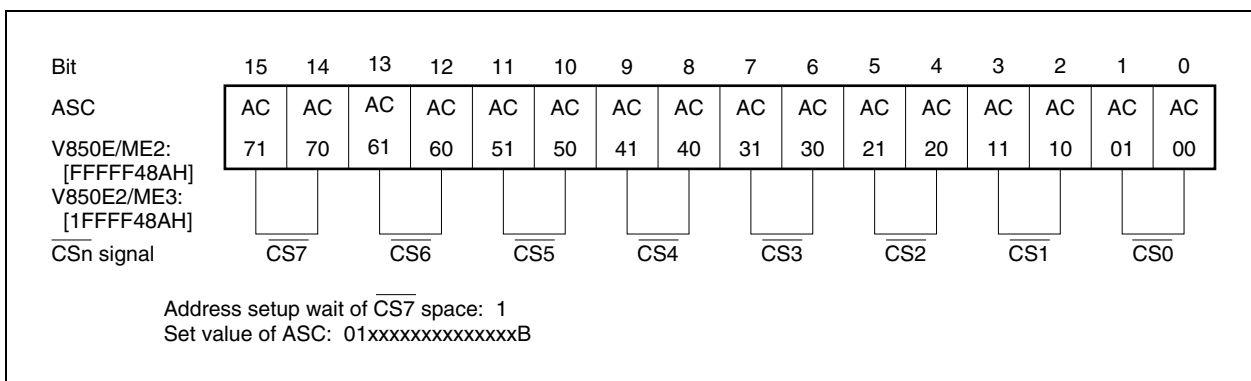 Bit 15 14 13 12 11 10 9 8 7 6 5 4 3 2 1 0
ASC AC AC AC AC AC AC AC AC AC AC AC AC AC AC AC AC
V850E/ME2: 71 70 61 60 51 50 41 40 31 30 21 20 11 10 01 00
[FFFFF48AH]
V850E2/ME3:
[1FFFF48AH]
CSn signal CS7 CS6 CS5 CS4 CS3 CS2 CS1 CS0
Address setup wait of CS7 space: 1
Set value of ASC: 01xxxxxxxxxxxxxxB